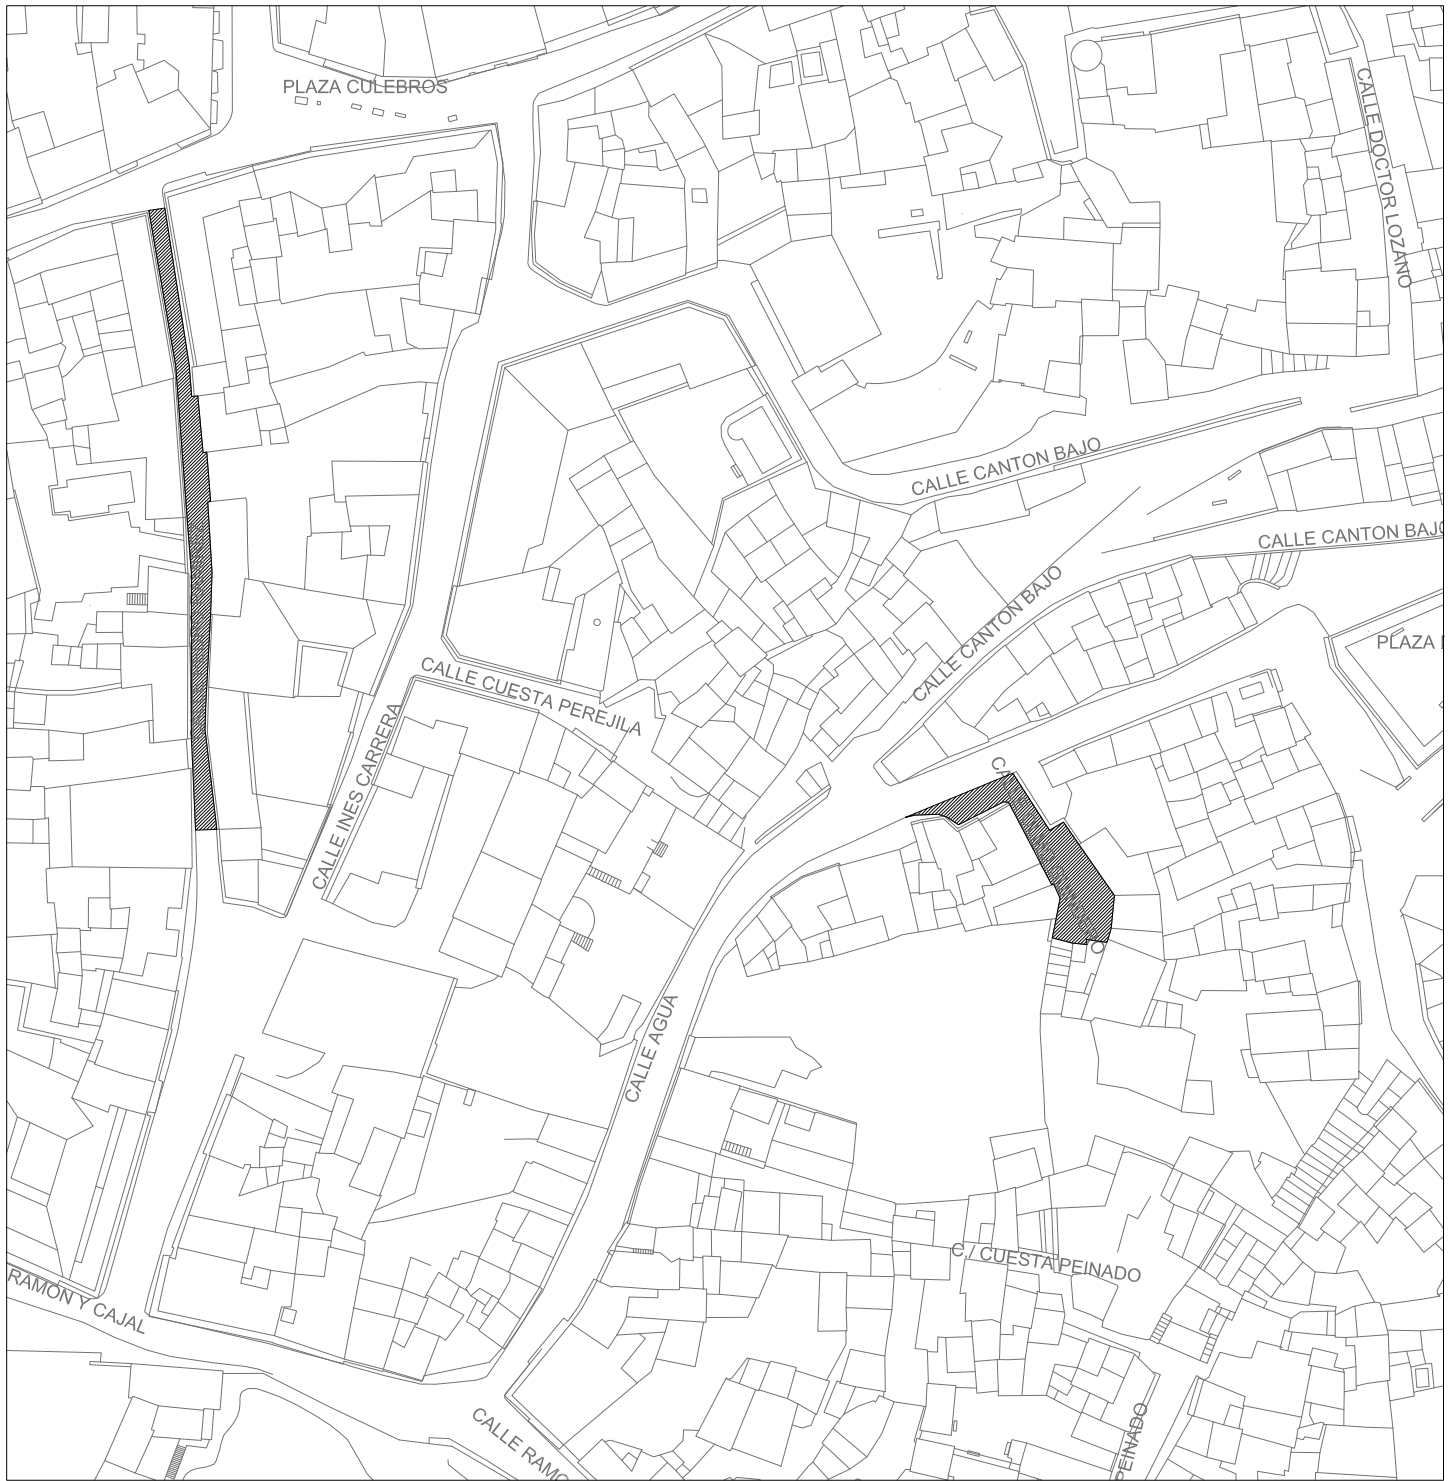 PLAZA CULEBROS
CALLE DOCTOR LOZANO
CALLE CANTON BAJO
CALLE CANTON BAJO
CALLE CANTON BAJO
PLAZA
CALLE CUESTA PEREJILA
CALLE INES CARRERA
CALLE AGUA
C./ CUESTA PEINADO
RAMON Y CAJAL
CALLE RAMO
PEINADO